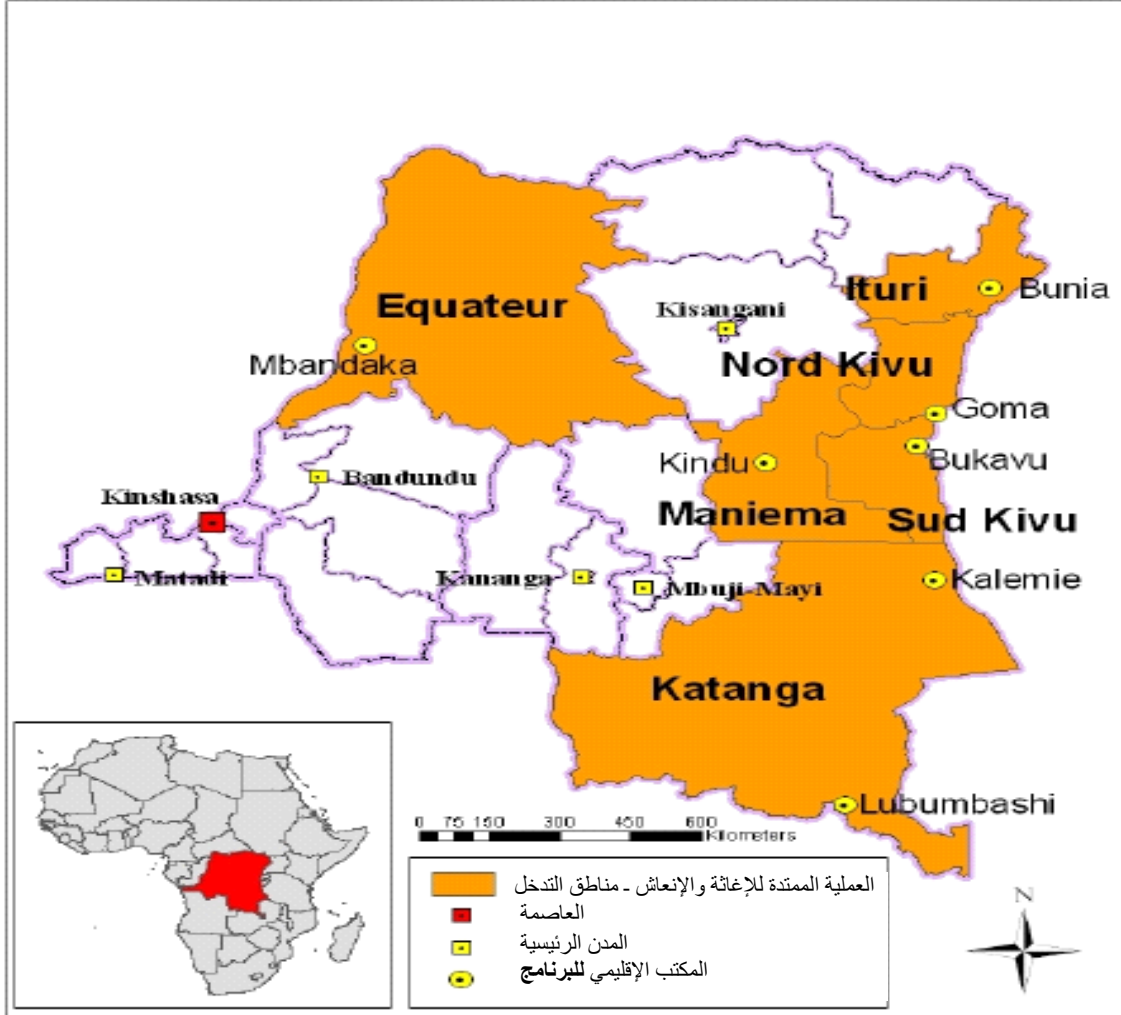 Ituri
Bunia
Equateur
Kisangani
Mbandaka
Nord Kivu
Goma
Kindu
Bukavu
Bandundu
Kinshasa
Maniema
Sud Kivu
Matadi
Kananga
Mbuji-Mayi
Kalemie
Katanga
Lubumbashi
0 75 150 300 450 600
Kilometers
العملية الممتدة للإغاثة والإنعاش - مناطق التدخل
العاصمة
المدن الرئيسية
المكتب الإقليمي للبرنامج
N